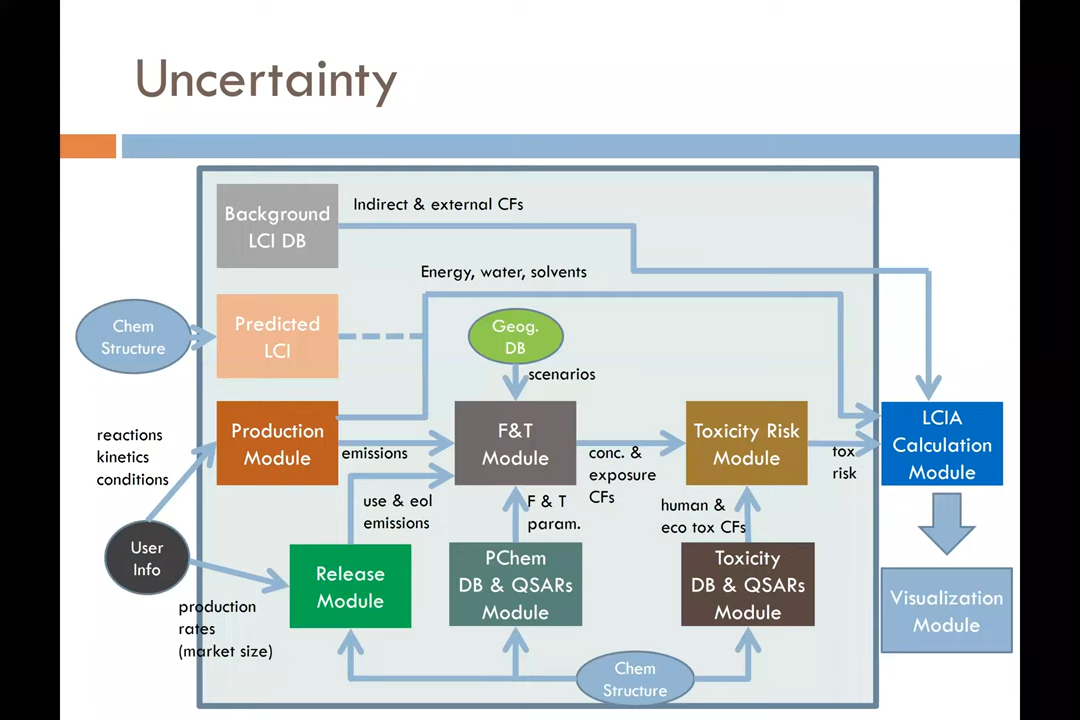 Uncertainty
Background
LCI DB
Indirect & external CFs
Energy, water, solvents
Chem
Structure
Predicted
LCI
Geog.
DB
scenarios
reactions
kinetics
conditions
Production
Module
emissions
F&T
Module
conc. &
exposure
CFs
Toxicity Risk
Module
tox
risk
LCIA
Calculation
Module
use & eol
emissions
F & T
param.
human &
eco tox CFs
User
Info
Release
Module
PChem
DB & QSARs
Module
Toxicity
DB & QSARs
Module
Visualization
Module
production
rates
(market size)
Chem
Structure